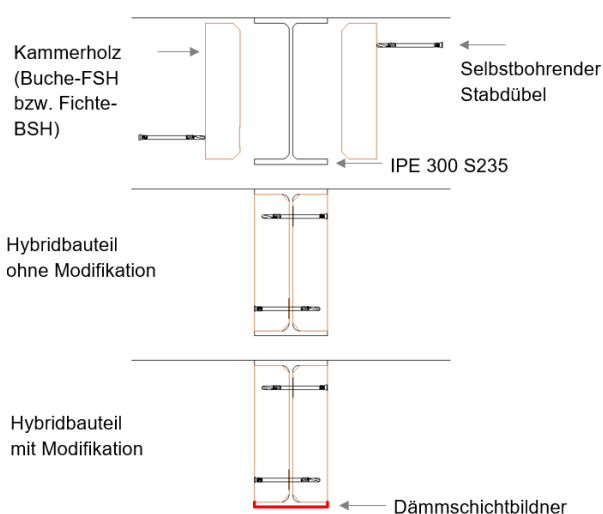 Kammerholz
(Buche-FSH
bzw. Fichte-
BSH)
Selbstbohrender
Stabdübel
IPE 300 S235
Hybridbauteil
ohne Modifikation
Hybridbauteil
mit Modifikation
Dämmschichtbildner